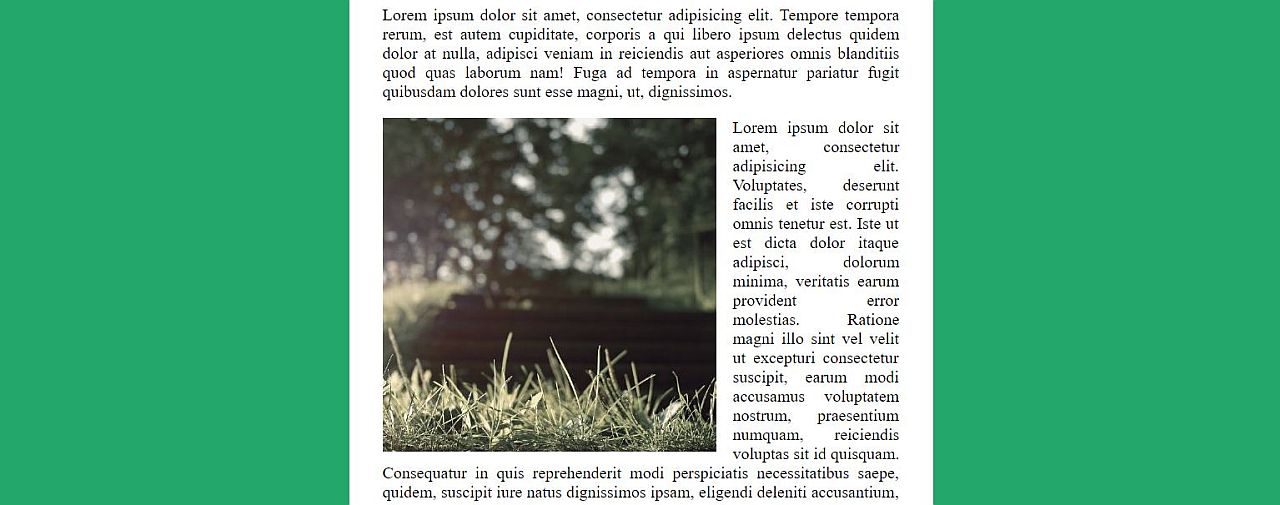 Lorem ipsum dolor sit amet, consectetur adipisicing elit. Tempore tempora
rerum, est autem cupiditate, corporis a qui libero ipsum delectus quidem
dolor at nulla, adipisci veniam in reiciendis aut asperiores omnis blanditiis
quod quas laborum nam! Fuga ad tempora in aspernatur pariatur fugit
quibusdam dolores sunt esse magni, ut, dignissimos.
Lorem ipsum dolor sit
amet, consectetur
adipisicing elit.
Voluptates, deserunt
facilis et iste corrupti
omnis tenetur est. Iste ut
est dicta dolor itaque
adipisci, dolorum
minima, veritatis earum
provident error
molestias. Ratione
magni illo sint vel velit
ut excepturi consectetur
suscipit, earum modi
accusamus voluptatem
nostrum, praesentium
numquam, reiciendis
voluptas sit id quisquam.
Consequatur in quis reprehenderit modi perspiciatis necessitatibus saepe,
quidem, suscipit iure natus dignissimos ipsam, eligendi deleniti accusantium,